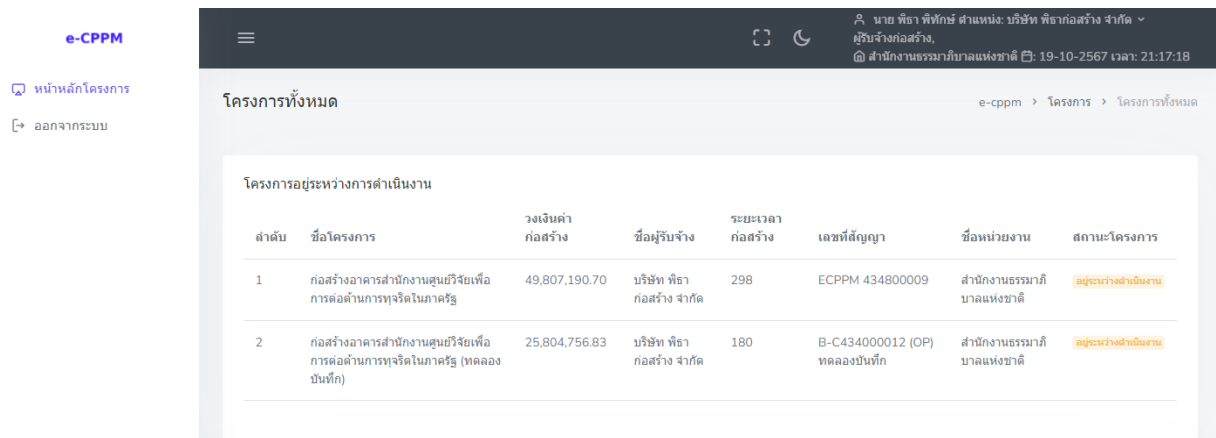 e-CPPM
นาย พิธา พิทักษ์ ตำแหน่ง: บริษัท พิธาก่อสร้าง จำกัด
ผู้รับจ้างก่อสร้าง,
สำนักงานธรรมาภิบาลแห่งชาติ : 19-10-2567 เวลา: 21:17:18
หน้าหลักโครงการ
ออกจากระบบ
โครงการทั้งหมด
e-cppm > โครงการ > โครงการทั้งหมด
โครงการอยู่ระหว่างการดำเนินงาน
ลำดับ ชื่อโครงการ วงเงินค่า
ก่อสร้าง ชื่อผู้รับจ้าง ระยะเวลา
ก่อสร้าง เลขที่สัญญา ชื่อหน่วยงาน สถานะโครงการ
1 ก่อสร้างอาคารสำนักงานศูนย์วิจัยเพื่อ 49,807,190.70 บริษัท พิธา 298 ECPPM 434800009 สำนักงานธรรมาภิ อยู่ระหว่างดำเนินงาน
การต่อต้านการทุจริตในภาครัฐ ก่อสร้าง จำกัด บาลแห่งชาติ
2 ก่อสร้างอาคารสำนักงานศูนย์วิจัยเพื่อ 25,804,756.83 บริษัท พิธา 180 B-C434000012 (OP) สำนักงานธรรมาภิ อยู่ระหว่างดำเนินงาน
การต่อต้านการทุจริตในภาครัฐ (ทดลอง ก่อสร้าง จำกัด ทดลองบันทึก บาลแห่งชาติ
บันทึก)